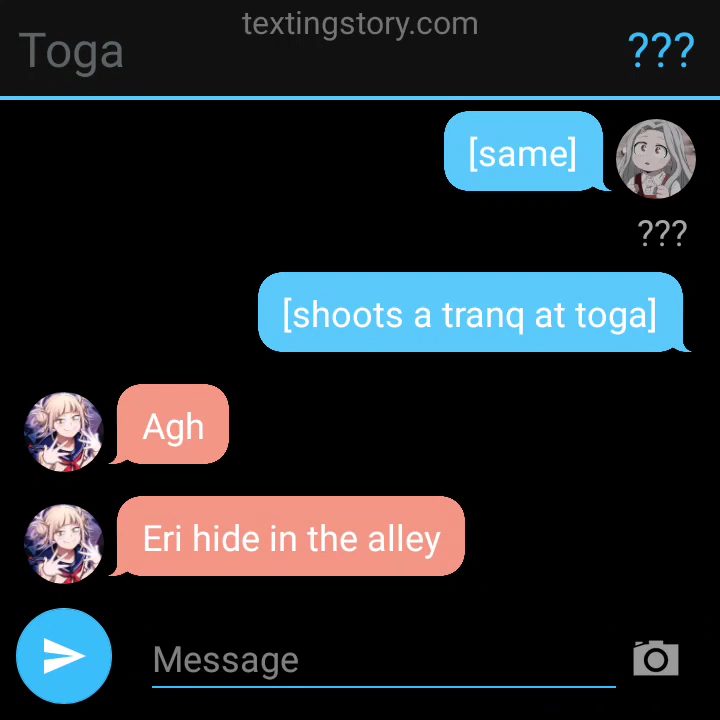 textingstory.com
Toga
???
[same]
???
[shoots a tranq at toga]
Agh
Eri hide in the alley
Message